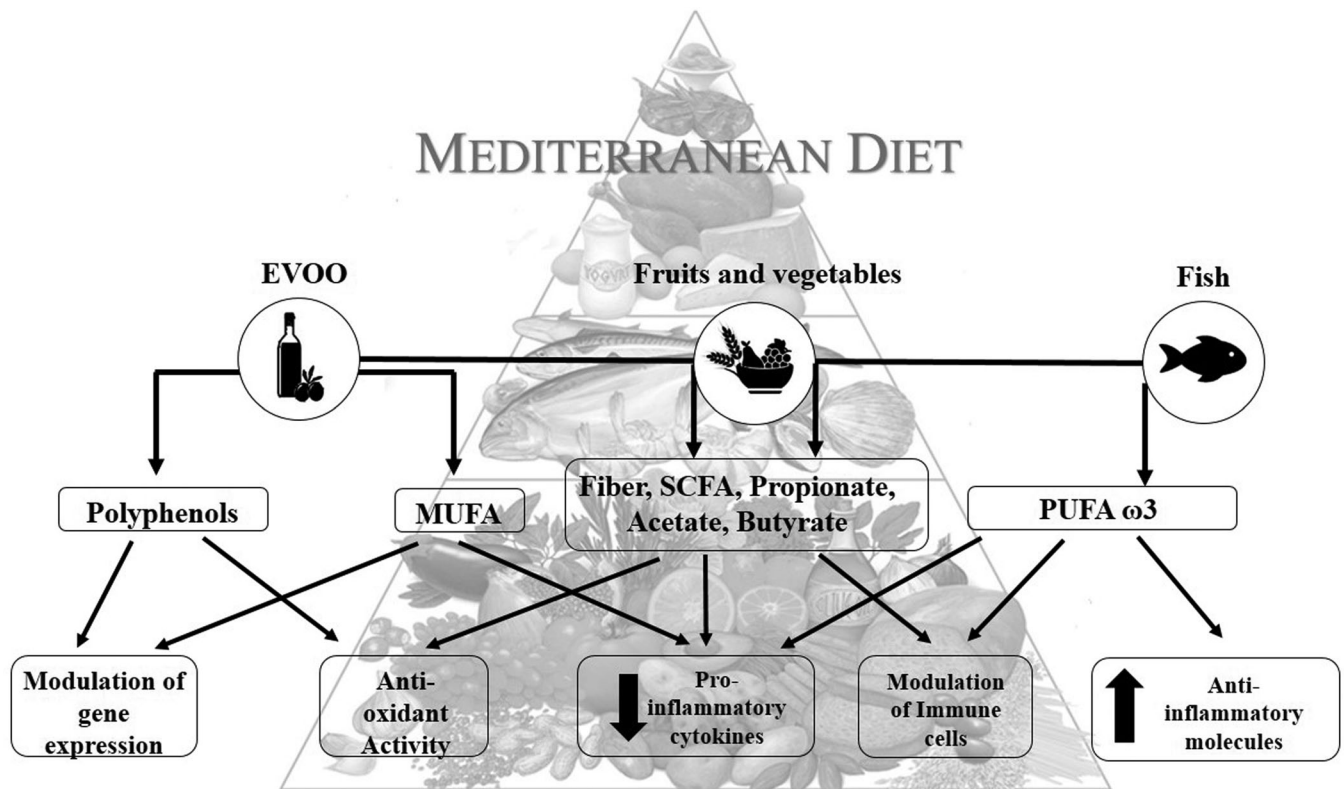 MEDITERRANEAN DIET
EVOO
Fruits and vegetables
Fish
YOGURT
Polyphenols
MUFA
Fiber, SCFA, Propionate,
Acetate, Butyrate
PUFA ω3
Modulation of
gene
expression
Anti-
oxidant
Activity
Pro-
inflammatory
cytokines
Modulation
of Immune
cells
Anti-
inflammatory
molecules